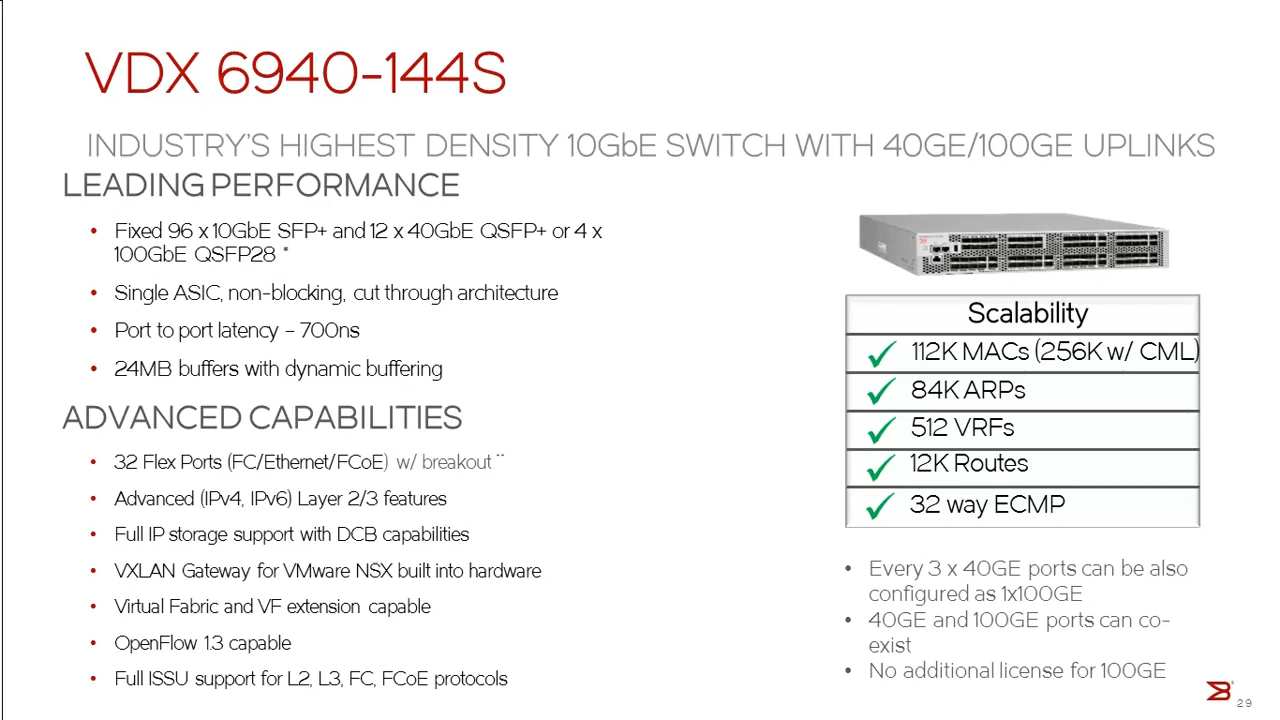 VDX 6940-144S
INDUSTRY'S HIGHEST DENSITY 10GbE SWITCH WITH 40GE/100GE UPLINKS
LEADING PERFORMANCE
• Fixed 96 x 10GbE SFP+ and 12 x 40GbE QSFP+ or 4 x
100GbE QSFP28 *
• Single ASIC, non-blocking, cut through architecture
• Port to port latency – 700ns
• 24MB buffers with dynamic buffering
ADVANCED CAPABILITIES
• 32 Flex Ports (FC/Ethernet/FCoE) w/ breakout **
• Advanced (IPv4, IPv6) Layer 2/3 features
• Full IP storage support with DCB capabilities
• VXLAN Gateway for VMware NSX built into hardware
• Virtual Fabric and VF extension capable
• OpenFlow 1.3 capable
• Full ISSU support for L2, L3, FC, FCoE protocols
Scalability
✓ 112K MACs (256K w/ CML)
✓ 84K ARPs
✓ 512 VRFs
✓ 12K Routes
✓ 32 way ECMP
• Every 3 x 40GE ports can be also
configured as 1x100GE
• 40GE and 100GE ports can co-
exist
• No additional license for 100GE
29